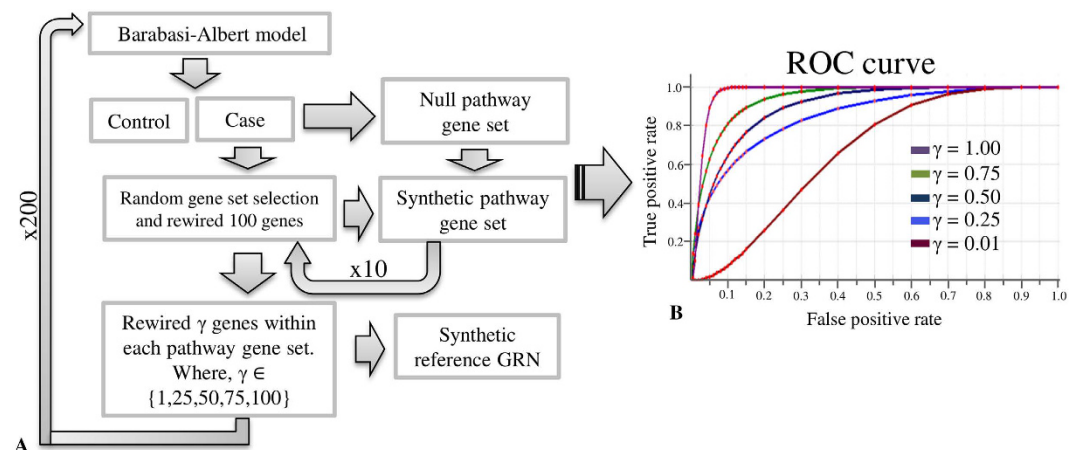 Barabasi-Albert model
Control
Case
Null pathway
gene set
Random gene set selection
and rewired 100 genes
Synthetic pathway
gene set
x200
x10
Rewired γ genes within
each pathway gene set.
Where, γ ∈
{1,25,50,75,100}
Synthetic
reference GRN
A
ROC curve
True positive rate
1.0
0.8
0.6
0.4
0.2
γ = 1.00
γ = 0.75
γ = 0.50
γ = 0.25
γ = 0.01
0.1 0.2 0.3 0.4 0.5 0.6 0.7 0.8 0.9 1.0
False positive rate
B